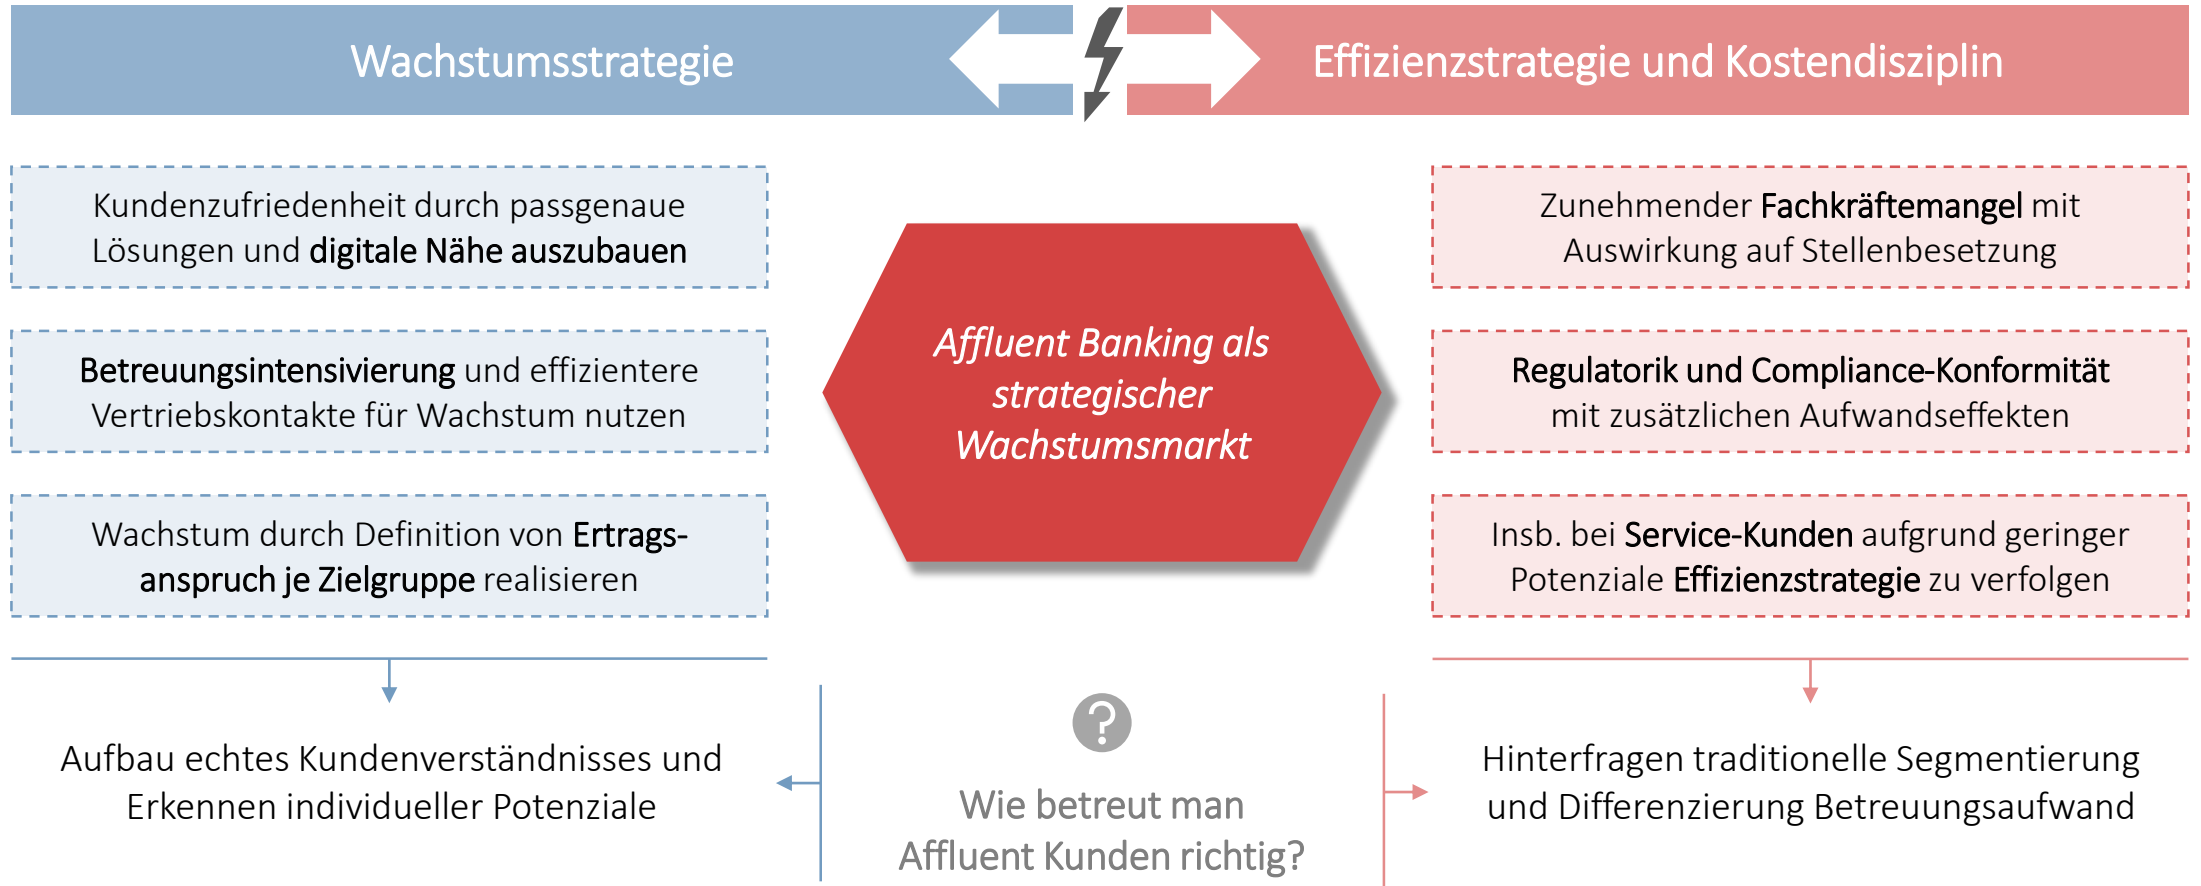 Wachstumsstrategie
Effizienzstrategie und Kostendisziplin
Kundenzufriedenheit durch passgenaue
Lösungen und digitale Nähe auszubauen
Betreuungsintensivierung und effizientere
Vertriebskontakte für Wachstum nutzen
Wachstum durch Definition von Ertrags-
anspruch je Zielgruppe realisieren
Affluent Banking als
strategischer
Wachstumsmarkt
Zunehmender Fachkräftemangel mit
Auswirkung auf Stellenbesetzung
Regulatorik und Compliance-Konformität
mit zusätzlichen Aufwandseffekten
Insb. bei Service-Kunden aufgrund geringer
Potenziale Effizienzstrategie zu verfolgen
Aufbau echtes Kundenverständnisses und
Erkennen individueller Potenziale
?
Wie betreut man
Affluent Kunden richtig?
Hinterfragen traditionelle Segmentierung
und Differenzierung Betreuungsaufwand